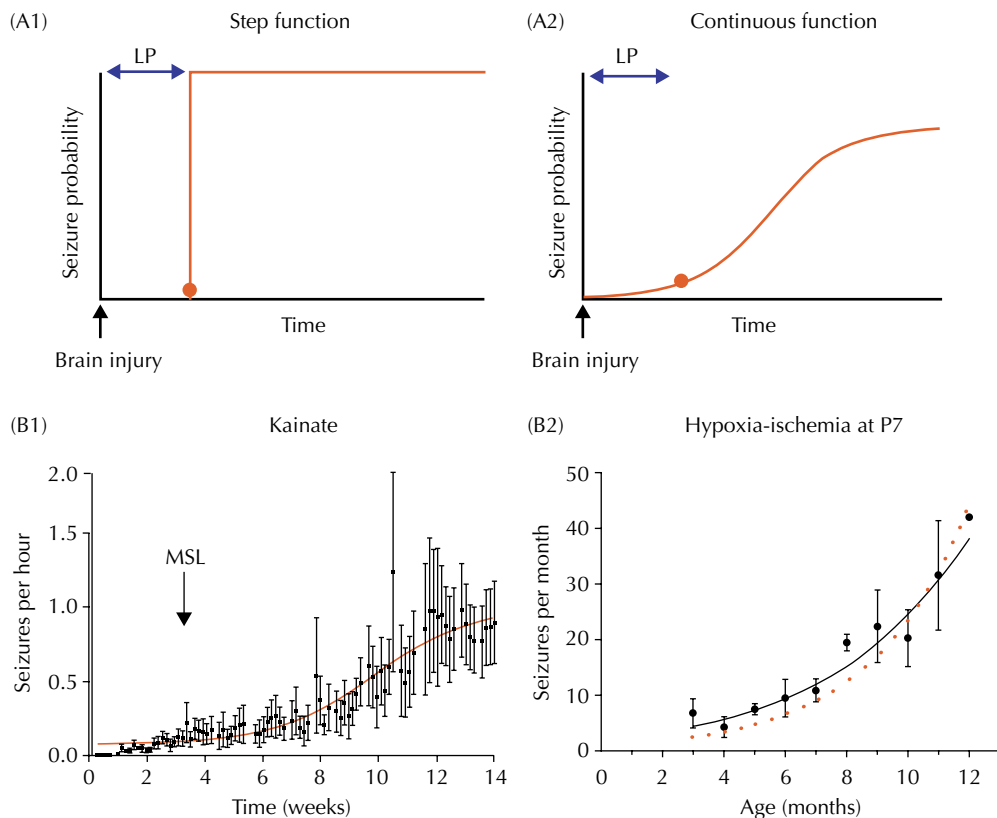 (A1)
Step function
LP
Seizure probability
Time
Brain injury
(A2)
Continuous function
LP
Seizure probability
Time
Brain injury
(B1)
Kainate
2.0
1.5
1.0
0.5
0.0
Seizures per hour
MSL
0 2 4 6 8 10 12 14
Time (weeks)
(B2)
Hypoxia-ischemia at P7
50
40
30
20
10
0
Seizures per month
0 2 4 6 8 10 12
Age (months)